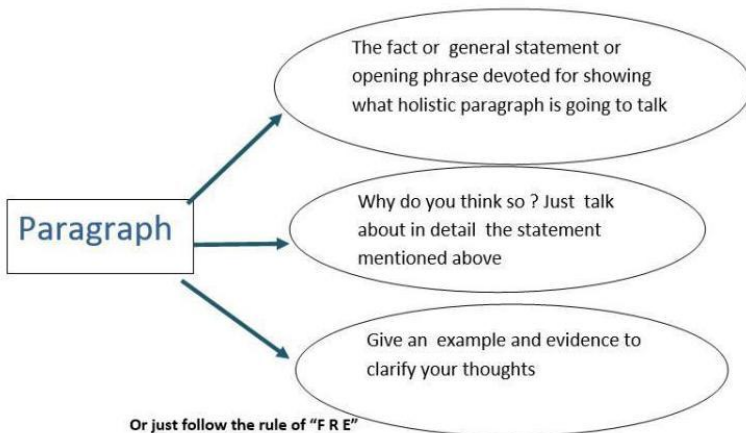 The fact or general statement or
opening phrase devoted for showing
what holistic paragraph is going to talk
Paragraph
Why do you think so ? Just talk
about in detail the statement
mentioned above
Give an example and evidence to
clarify your thoughts
Or just follow the rule of “F R E”